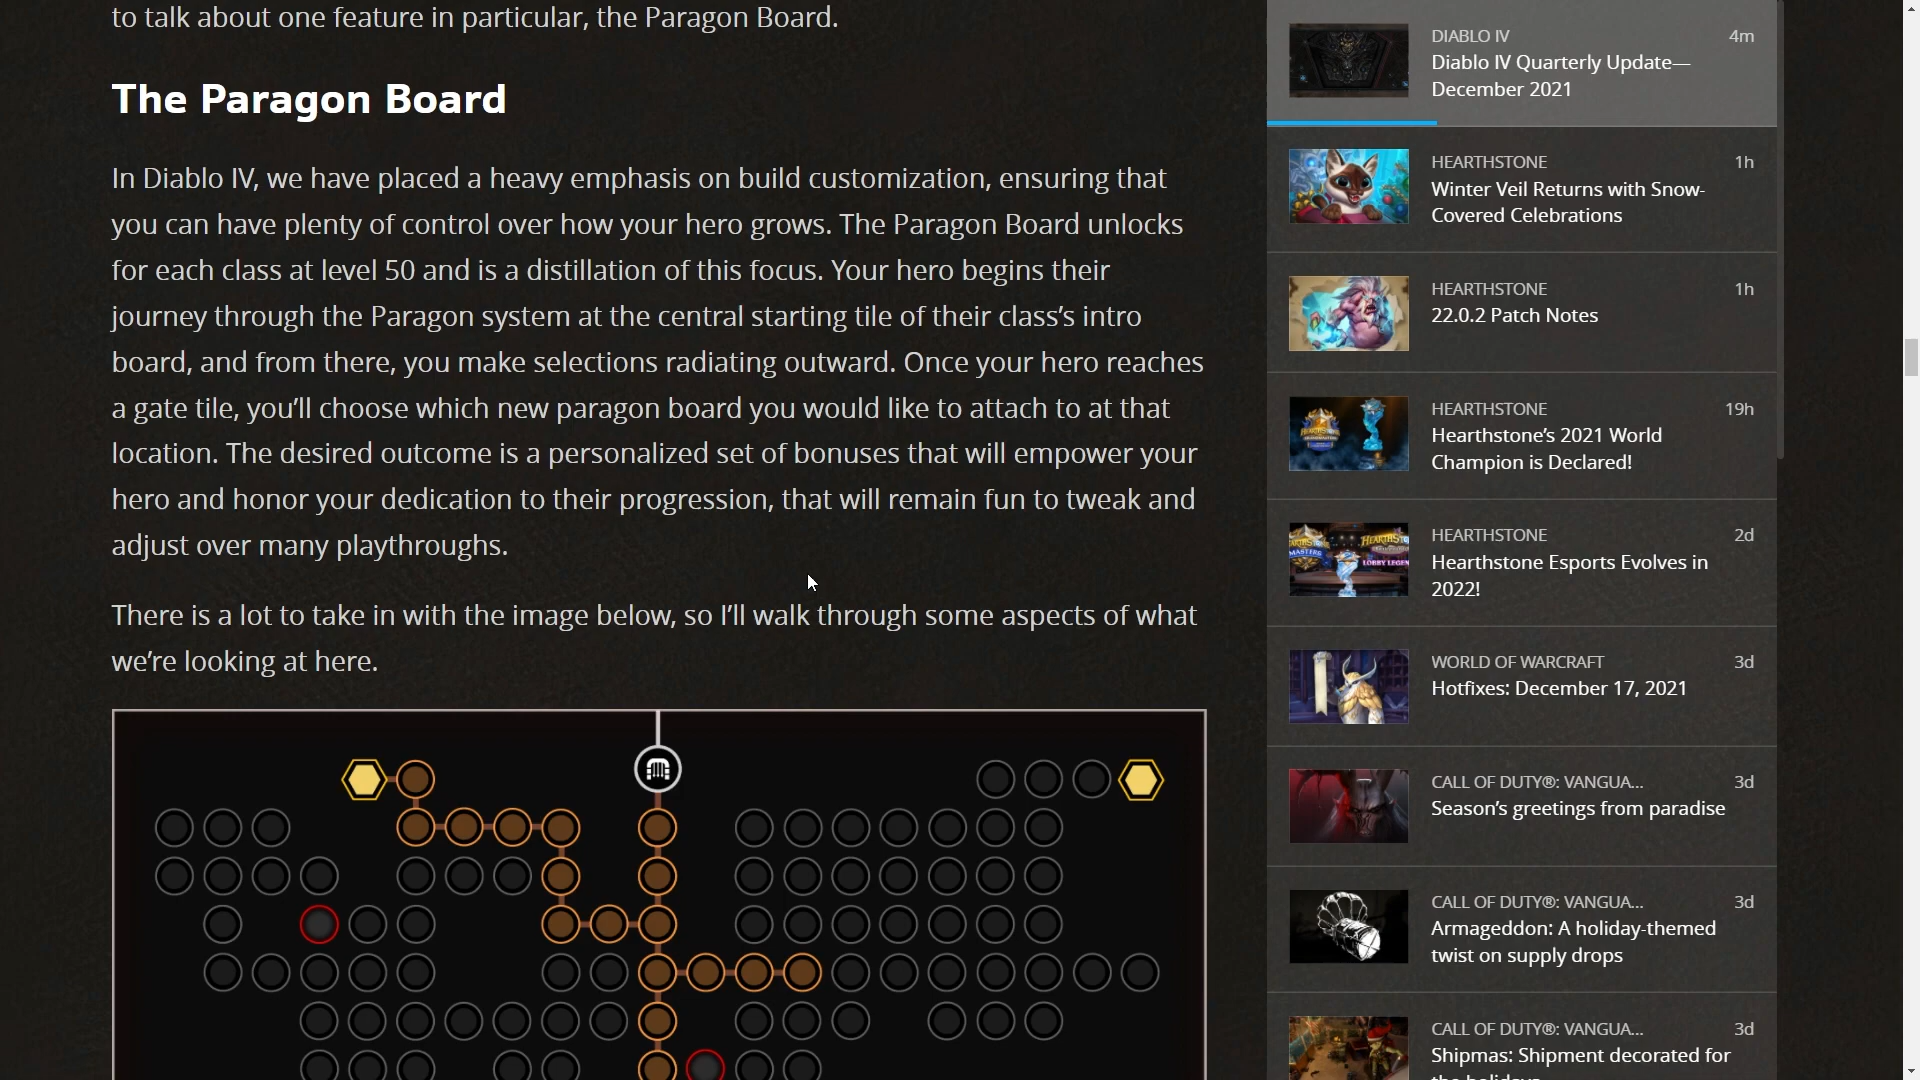 to talk about one feature in particular, the Paragon Board.
The Paragon Board
In Diablo IV, we have placed a heavy emphasis on build customization, ensuring that
you can have plenty of control over how your hero grows. The Paragon Board unlocks
for each class at level 50 and is a distillation of this focus. Your hero begins their
journey through the Paragon system at the central starting tile of their class’s intro
board, and from there, you make selections radiating outward. Once your hero reaches
a gate tile, you’ll choose which new paragon board you would like to attach to at that
location. The desired outcome is a personalized set of bonuses that will empower your
hero and honor your dedication to their progression, that will remain fun to tweak and
adjust over many playthroughs.
There is a lot to take in with the image below, so I’ll walk through some aspects of what
we’re looking at here.
DIABLO IV 4m
Diablo IV Quarterly Update—
December 2021
HEARTHSTONE 1h
Winter Veil Returns with Snow-
Covered Celebrations
HEARTHSTONE 1h
22.0.2 Patch Notes
HEARTHSTONE 19h
Hearthstone’s 2021 World
Champion is Declared!
HEARTHSTONE 2d
Hearthstone Esports Evolves in
2022!
WORLD OF WARCRAFT 3d
Hotfixes: December 17, 2021
CALL OF DUTY®: VANGUA... 3d
Season’s greetings from paradise
CALL OF DUTY®: VANGUA... 3d
Armageddon: A holiday-themed
twist on supply drops
CALL OF DUTY®: VANGUA... 3d
Shipmas: Shipment decorated for
the holidays